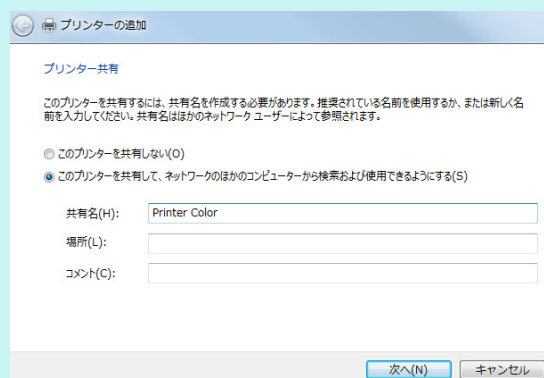 プリンターの追加
プリンター共有
このプリンターを共有するには、共有名を作成する必要があります。推奨されている名前を使用するか、または新しく名
前を入力してください。共有名はほかのネットワーク ユーザーによって参照されます。
このプリンターを共有しない(O)
このプリンターを共有して、ネットワークのほかのコンピューターから検索および使用できるようにする(S)
共有名(H): Printer Color
場所(L):
コメント(C):
次へ(N) キャンセル